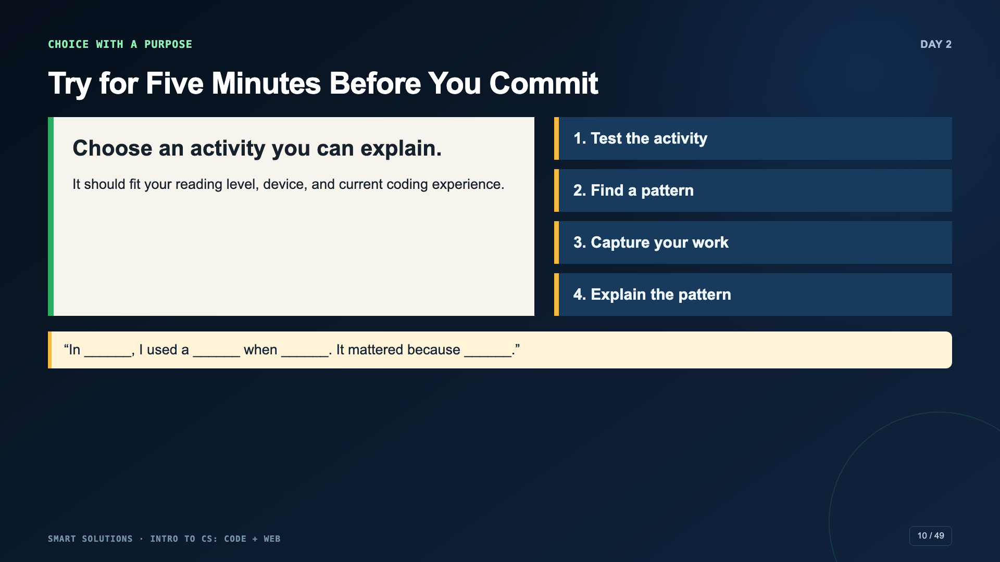 CHOICE WITH A PURPOSE
DAY 2
Try for Five Minutes Before You Commit
Choose an activity you can explain.
It should fit your reading level, device, and current coding experience.
1. Test the activity
2. Find a pattern
3. Capture your work
4. Explain the pattern
“In ______, I used a ______ when ______. It mattered because ______.”
SMART SOLUTIONS · INTRO TO CS: CODE + WEB
10 / 49